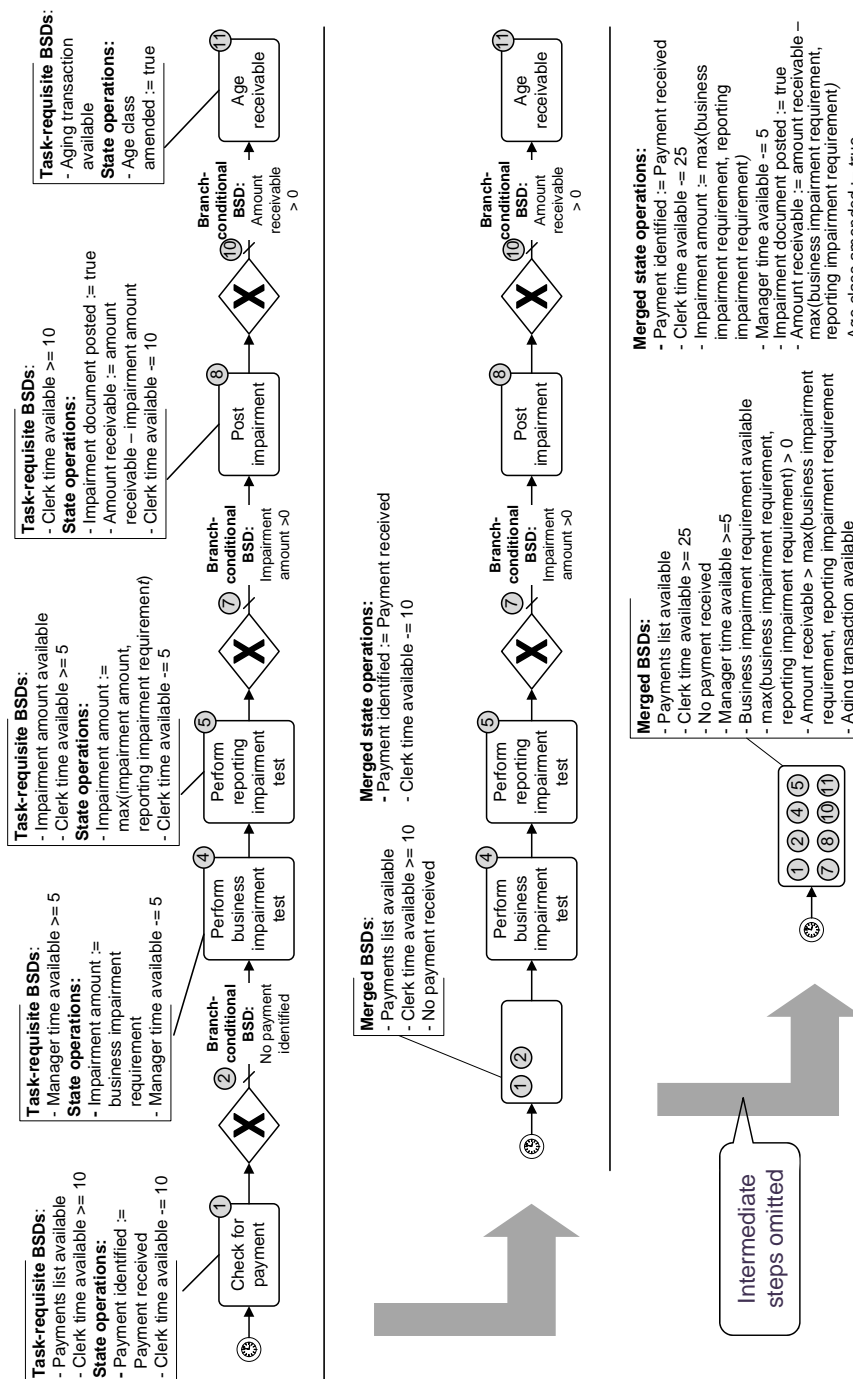 Task-requisite BSDs:
- Payments list available
- Clerk time available >= 10
State operations:
- Payment identified :=
Payment received
- Clerk time available -= 10
1
Check for
payment
2
X
Branch-
conditional
BSD:
No payment
identified
Task-requisite BSDs:
- Manager time available >= 5
State operations:
- Impairment amount :=
business impairment
requirement
- Manager time available -= 5
4
Perform
business
impairment
test
Task-requisite BSDs:
- Impairment amount available
- Clerk time available >= 5
State operations:
- Impairment amount :=
max(impairment amount,
reporting impairment requirement)
- Clerk time available -= 5
5
Perform
reporting
impairment
test
7
X
Branch-
conditional
BSD:
Impairment
amount >0
Task-requisite BSDs:
- Clerk time available >= 10
State operations:
- Impairment document posted := true
- Amount receivable := amount
receivable – impairment amount
- Clerk time available -= 10
8
Post
impairment
10
X
Branch-
conditional
BSD:
Amount
receivable
> 0
Task-requisite BSDs:
- Aging transaction
available
State operations:
- Age class
amended := true
11
Age
receivable
Merged BSDs:
- Payments list available
- Clerk time available >= 10
- No payment received
Merged state operations:
- Payment identified := Payment received
- Clerk time available -= 10
1 2
4
Perform
business
impairment
test
5
Perform
reporting
impairment
test
7
X
Branch-
conditional
BSD:
Impairment
amount >0
8
Post
impairment
10
X
Branch-
conditional
BSD:
Amount
receivable
> 0
11
Age
receivable
Intermediate
steps omitted
1 2 4 5
7 8 10 11
Merged BSDs:
- Payments list available
- Clerk time available >= 25
- No payment received
- Manager time available >=5
- Business impairment requirement available
- max(business impairment requirement,
reporting impairment requirement) > 0
- Amount receivable > max(business impairment
requirement, reporting impairment requirement
- Aging transaction available
Merged state operations:
- Payment identified := Payment received
- Clerk time available -= 25
- Impairment amount := max(business
impairment requirement, reporting
impairment requirement)
- Manager time available -= 5
- Impairment document posted := true
- Amount receivable := amount receivable –
max(business impairment requirement,
reporting impairment requirement)
- Age class amended := true